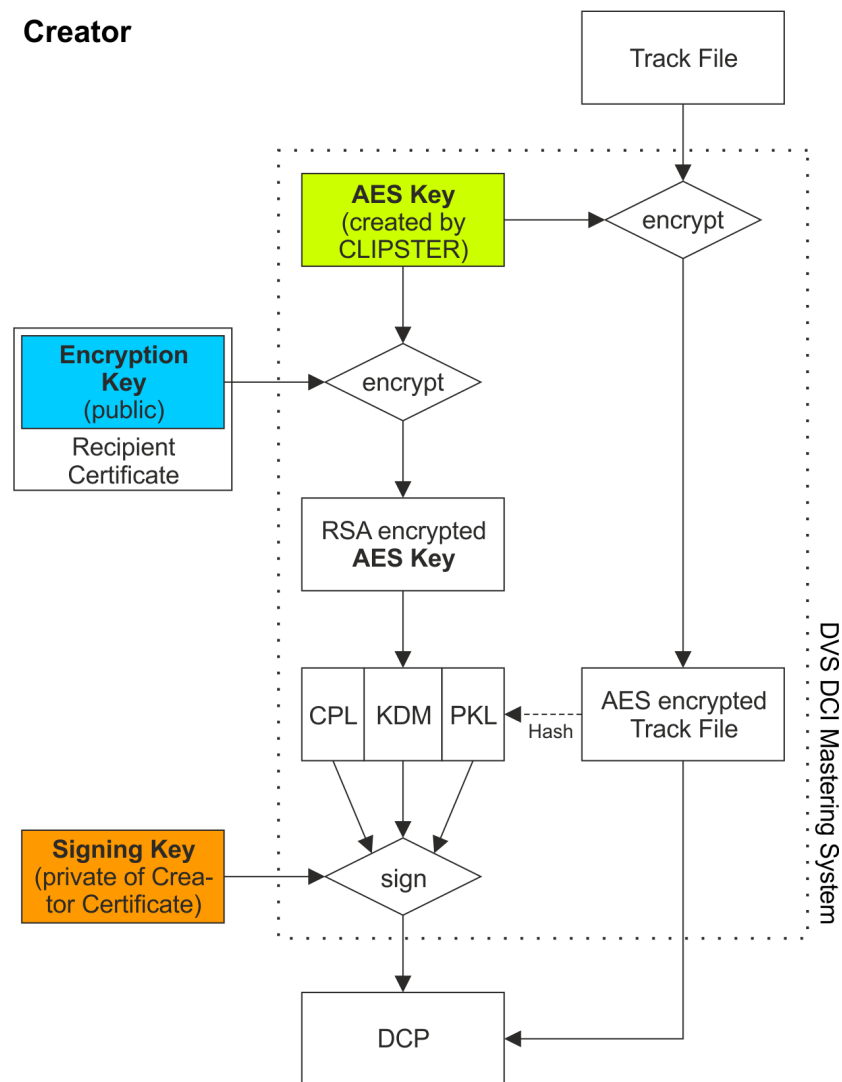 Creator
Track File
AES Key
(created by
CLIPSTER)
encrypt
Encryption
Key
(public)
Recipient
Certificate
encrypt
RSA encrypted
AES Key
CPL
KDM
PKL
Hash
AES encrypted
Track File
DVS DCI Mastering System
Signing Key
(private of Crea-
tor Certificate)
sign
DCP